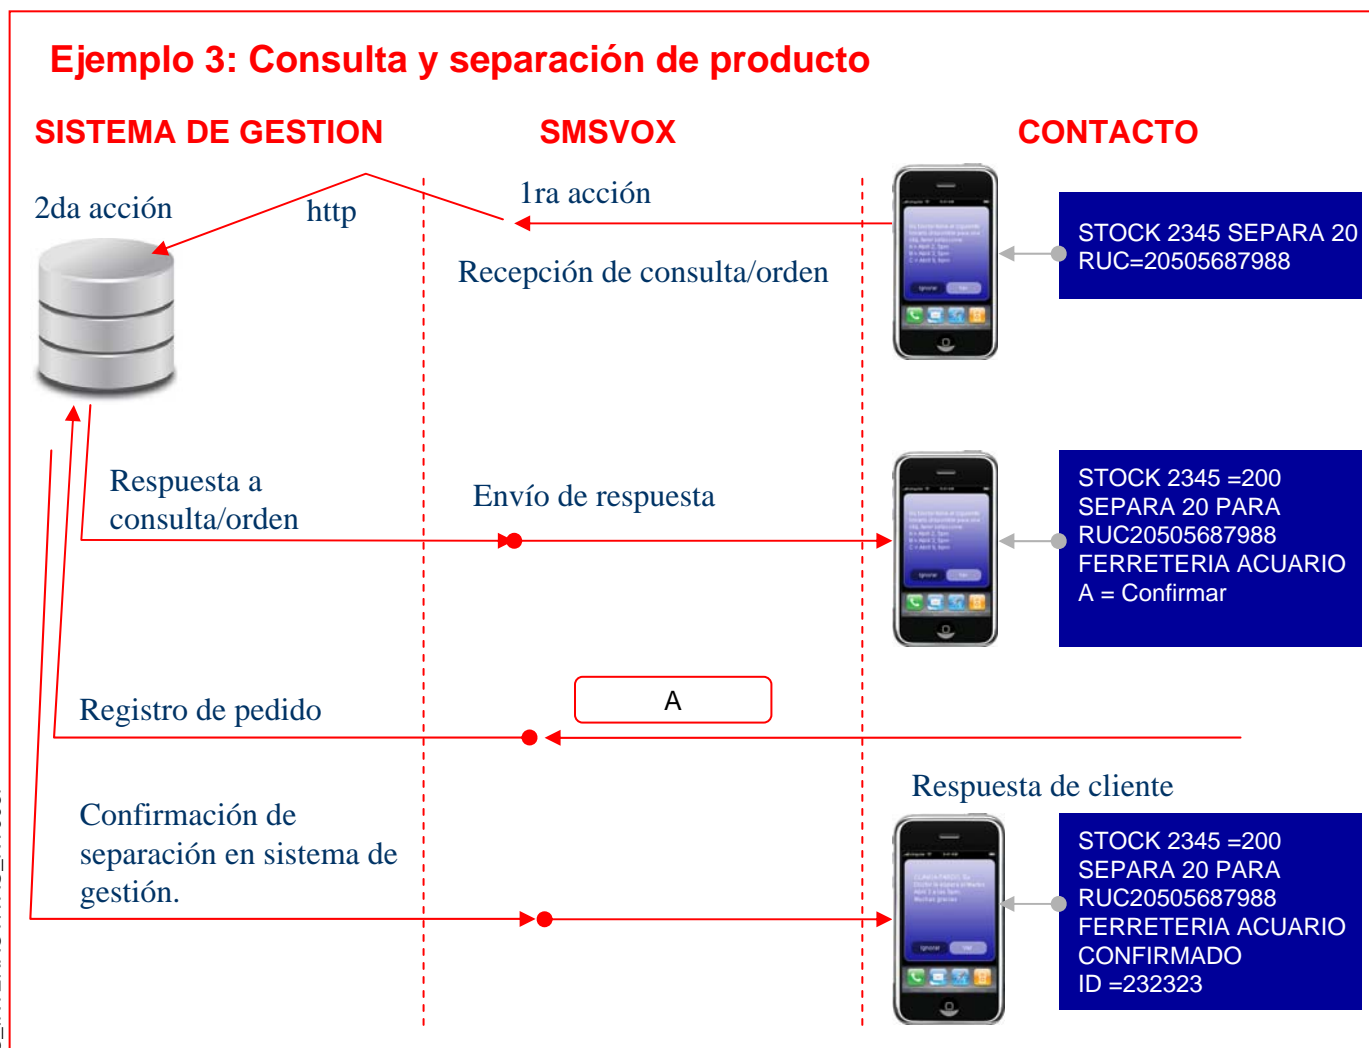 Ejemplo 3: Consulta y separación de producto
SISTEMA DE GESTION
SMSVOX
CONTACTO
2da acción
http
1ra acción
Recepción de consulta/orden
STOCK 2345 SEPARA 20
RUC=20505687988
Respuesta a
consulta/orden
Envío de respuesta
STOCK 2345 =200
SEPARA 20 PARA
RUC20505687988
FERRETERIA ACUARIO
A = Confirmar
Registro de pedido
A
Respuesta de cliente
Confirmación de
separación en sistema de
gestión.
STOCK 2345 =200
SEPARA 20 PARA
RUC20505687988
FERRETERIA ACUARIO
CONFIRMADO
ID =232323